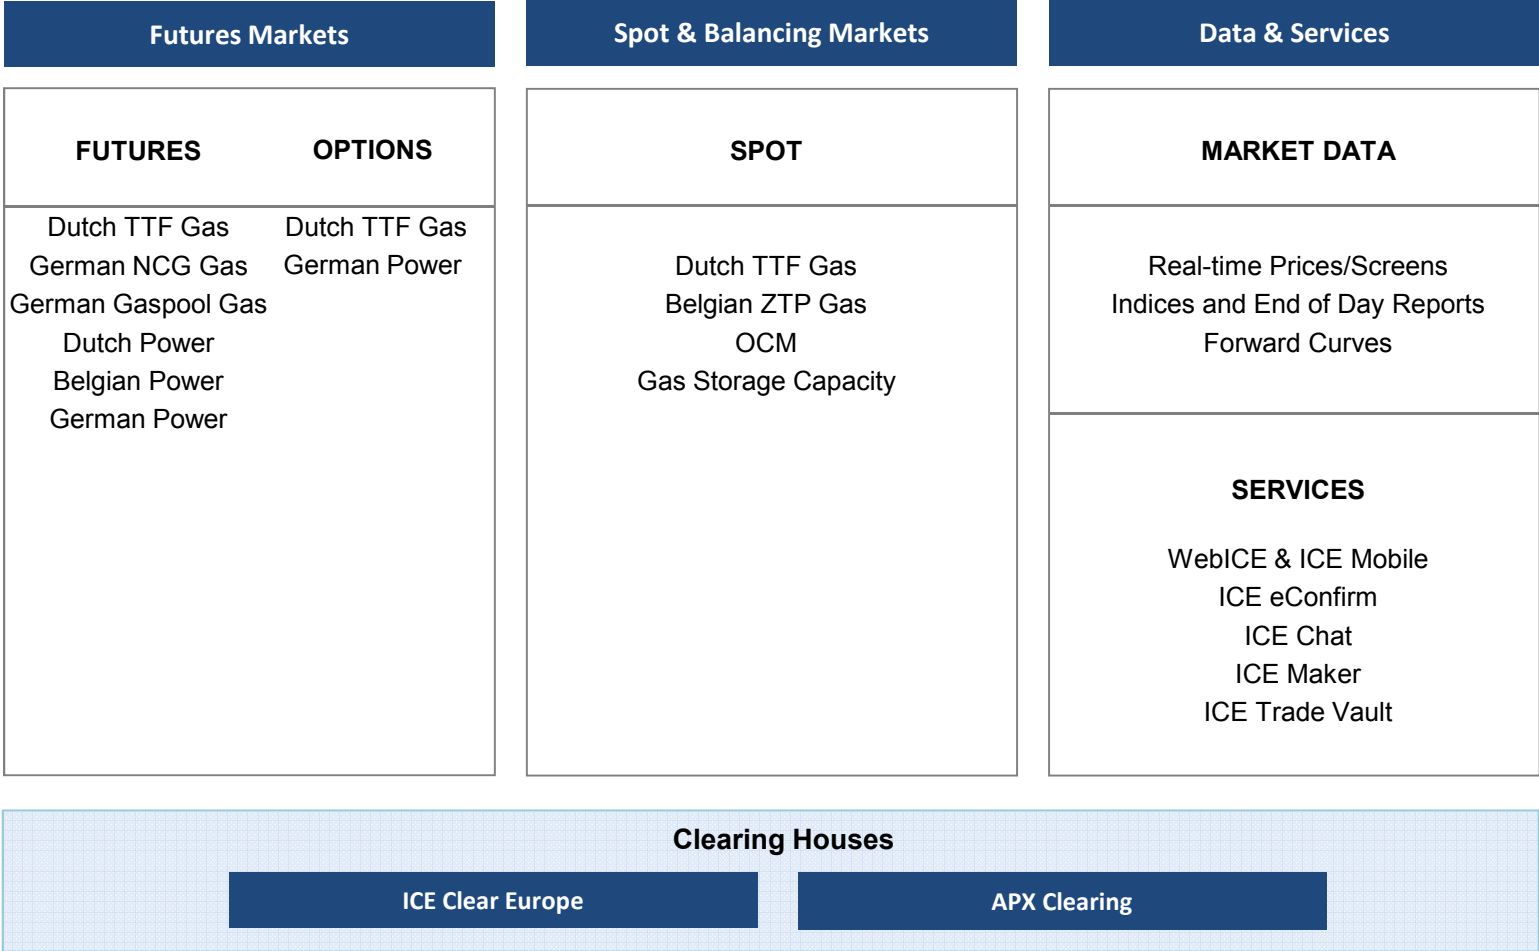 Futures Markets
FUTURES
OPTIONS
Dutch TTF Gas
German NCG Gas
German Gaspool Gas
Dutch Power
Belgian Power
German Power
Dutch TTF Gas
German Power
Spot & Balancing Markets
SPOT
Dutch TTF Gas
Belgian ZTP Gas
OCM
Gas Storage Capacity
Data & Services
MARKET DATA
Real-time Prices/Screens
Indices and End of Day Reports
Forward Curves
SERVICES
WebICE & ICE Mobile
ICE eConfirm
ICE Chat
ICE Maker
ICE Trade Vault
Clearing Houses
ICE Clear Europe
APX Clearing